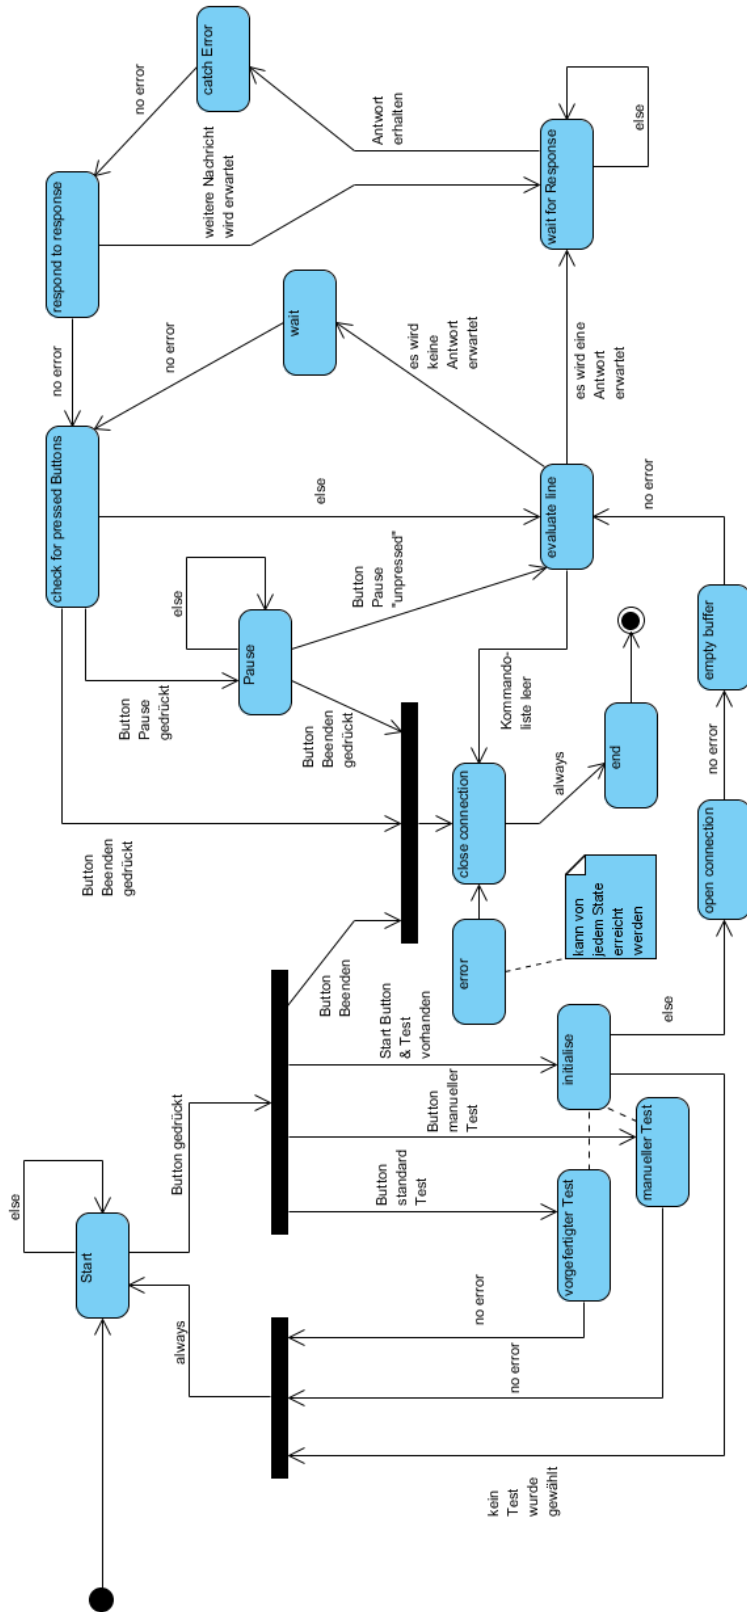 else
Start
always
Button gedrückt
kein
Test
wurde
gewählt
no error
no error
Button
standard
Test
Button
manueller
Test
Start Button
& Test
vorhanden
Button
Beenden
vorgefertigter Test
manueller Test
initialise
else
open connection
no error
empty buffer
no error
error
kann von
jedem State
erreicht
werden
close connection
always
end
Kommando-
liste leer
Button
Beenden
gedrückt
Button
Pause
gedrückt
Button
Beenden
gedrückt
Pause
else
Button
Pause
"unpressed"
check for pressed Buttons
else
evaluate line
es wird
keine
Antwort
erwartet
es wird eine
Antwort
erwartet
wait
no error
no error
respond to response
weitere Nachricht
wird erwartet
no error
catch Error
Antwort
erhalten
wait for Response
else